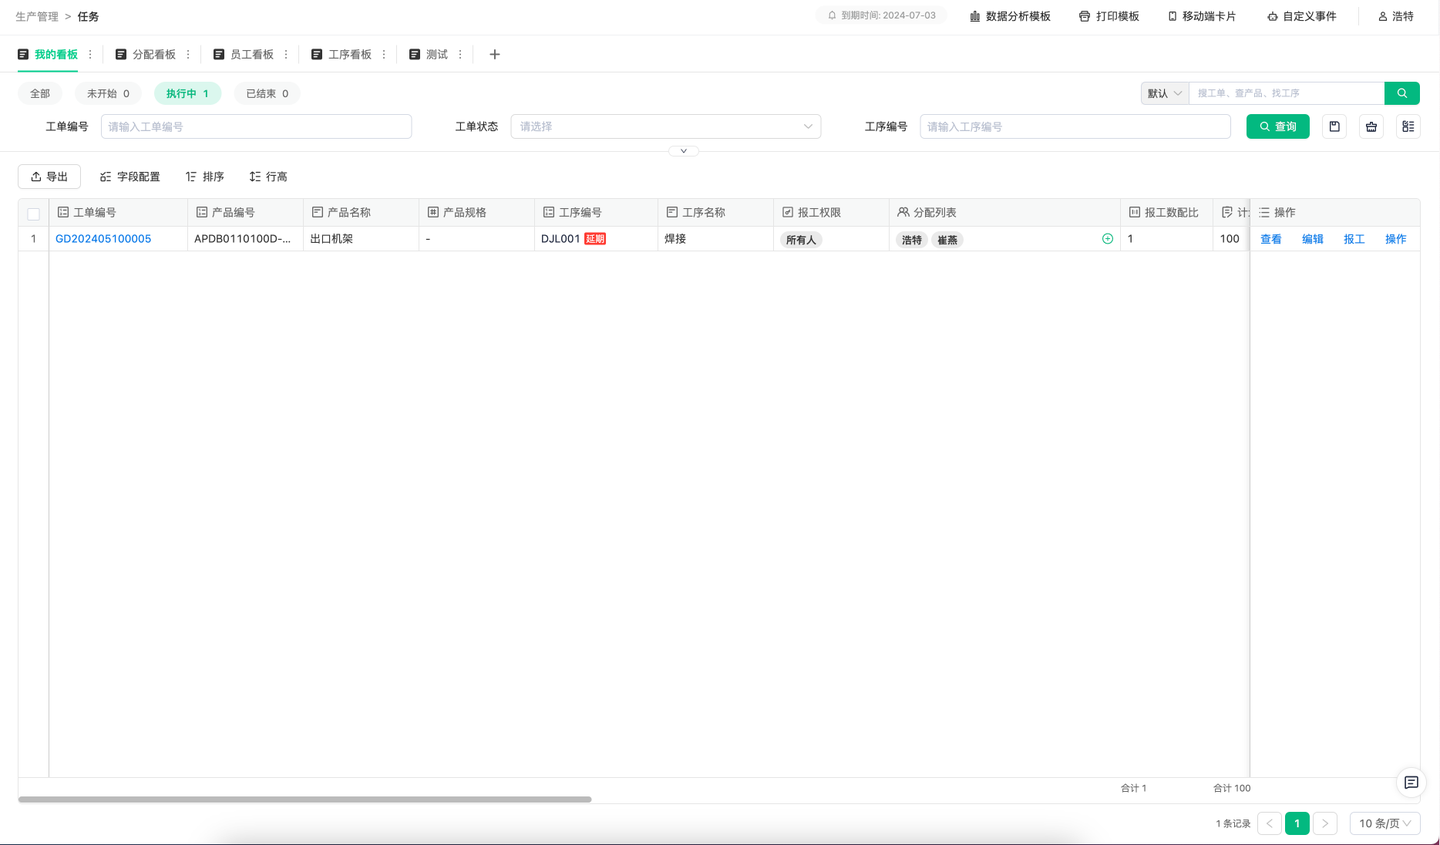 生产管理 > 任务
到期时间: 2024-07-03
数据分析模板
打印模板
移动端卡片
自定义事件
浩特
我的看板
分配看板
员工看板
工序看板
测试
全部
未开始 0
执行中 1
已结束 0
默认
搜工单、查产品、找工序
工单编号
请输入工单编号
工单状态
请选择
工序编号
请输入工序编号
查询
导出
字段配置
排序
行高
工单编号 产品编号 产品名称 产品规格 工序编号 工序名称 报工权限 分配列表 报工数配比 操作
1 GD202405100005 APDB0110100D-... 出口机架 - DJL001 延期 焊接 所有人 浩特 崔燕 1 100 查看 编辑 报工 操作
合计 1 合计 100
1 条记录
1
10 条/页